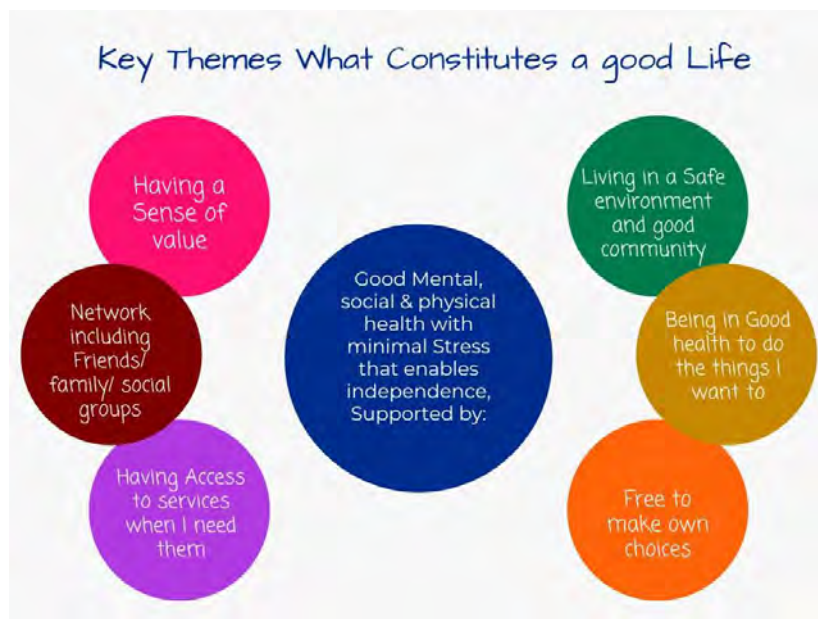 Key Themes What Constitutes a good Life
Having a
Sense of
value
Network
including
Friends/
family/ social
groups
Having Access
to services
when I need
them
Good Mental,
social & physical
health with
minimal Stress
that enables
independence,
Supported by:
Living in a Safe
environment
and good
community
Being in Good
health to do
the things I
want to
Free to
make own
choices